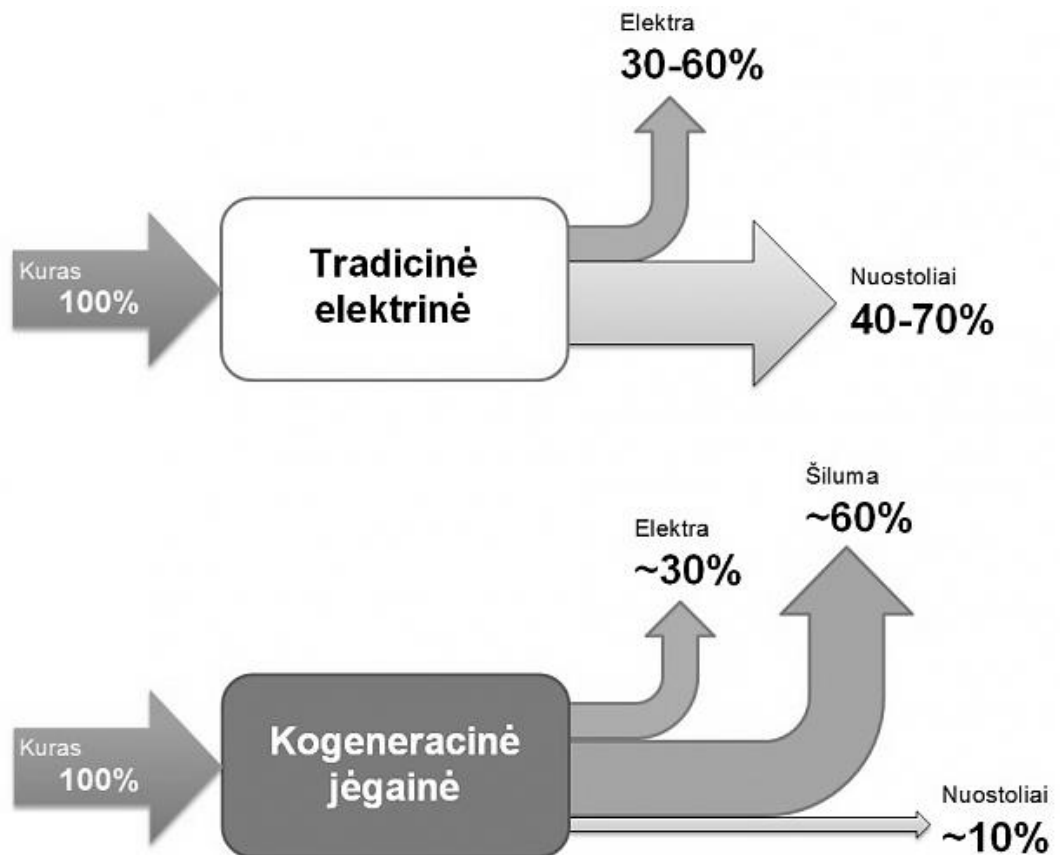 Elektra
30-60%
Kuras
100%
Tradicinė
elektrinė
Nuostoliai
40-70%
Šiluma
~60%
Elektra
~30%
Kuras
100%
Kogeneracinė
jėgainė
Nuostoliai
~10%